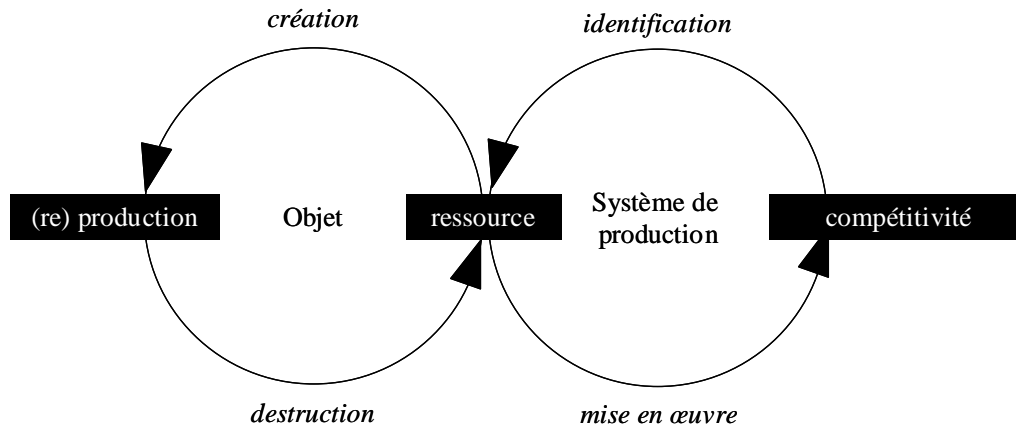 création
identification
(re) production
Objet
ressource
Système de
production
compétitivité
destruction
mise en œuvre